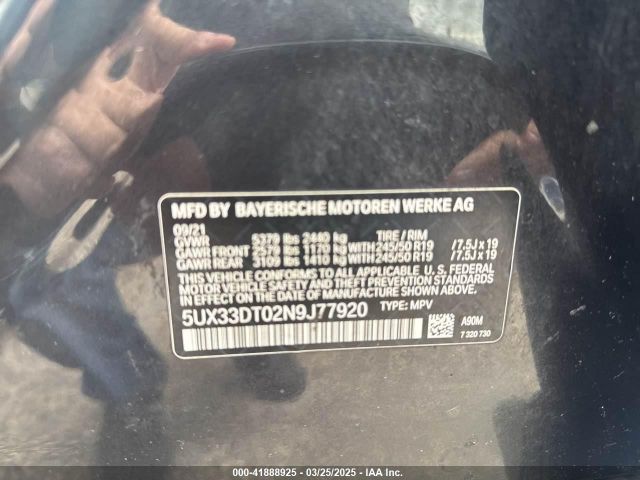 MFD BY BAYERISCHE MOTOREN WERKE AG
09/21
GVWR 5379 lbs 2440 kg TIRE / RIM
GAWR FRONT lbs kg WITH 245/50 R19 / 7.5J x 19
GAWR REAR 3109 lbs 1410 kg WITH 245/50 R19 / 7.5J x 19
THIS VEHICLE CONFORMS TO ALL APPLICABLE U. S. FEDERAL
MOTOR VEHICLE SAFETY AND THEFT PREVENTION STANDARDS
IN EFFECT ON THE DATE OF MANUFACTURE SHOWN ABOVE.
5UX33DT02N9J77920 TYPE: MPV
A90M
7 320 730
000-41888925 - 03/25/2025 - IAA Inc.